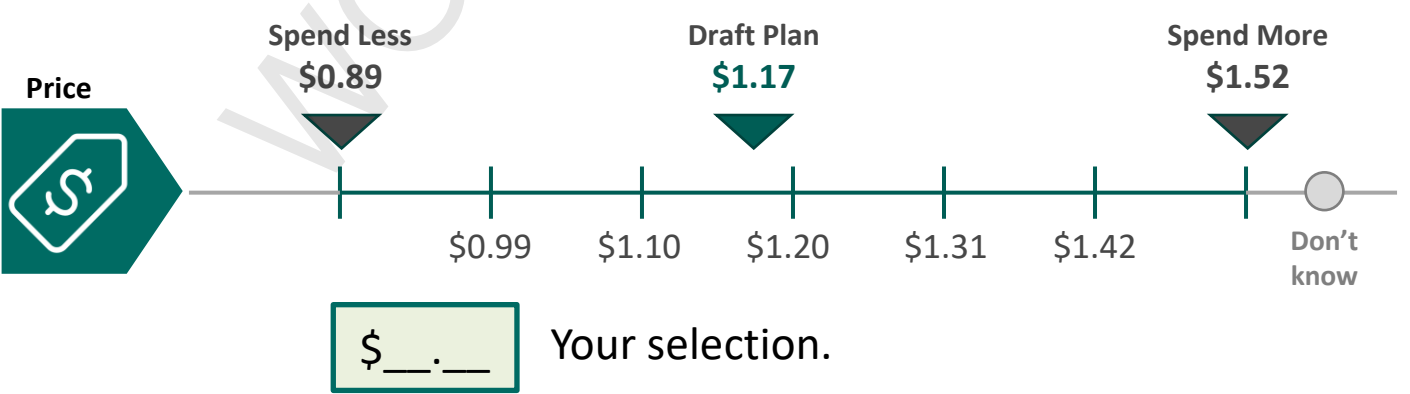 Spend Less
$0.89
Draft Plan
$1.17
Spend More
$1.52
Price
$
$0.99 $1.10 $1.20 $1.31 $1.42
Don't
know
$__.__ Your selection.